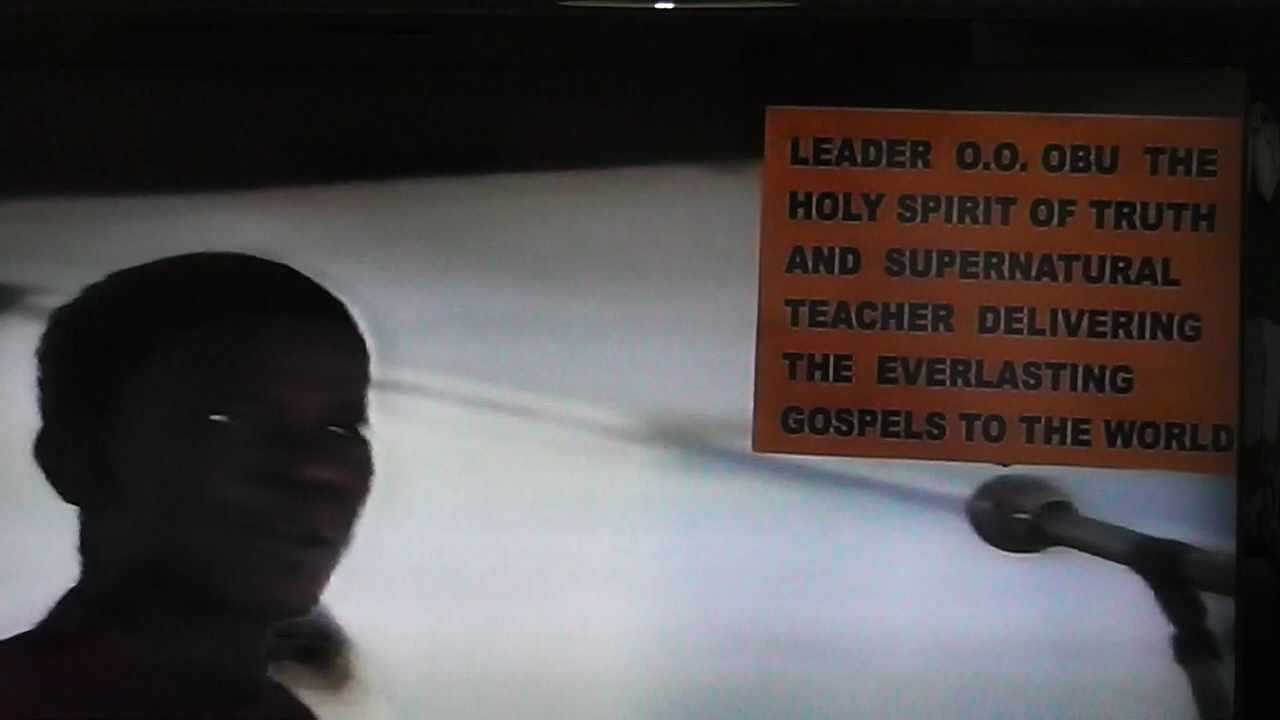 LEADER O.O. OBU THE
HOLY SPIRIT OF TRUTH
AND SUPERNATURAL
TEACHER DELIVERING
THE EVERLASTING
GOSPELS TO THE WORLD